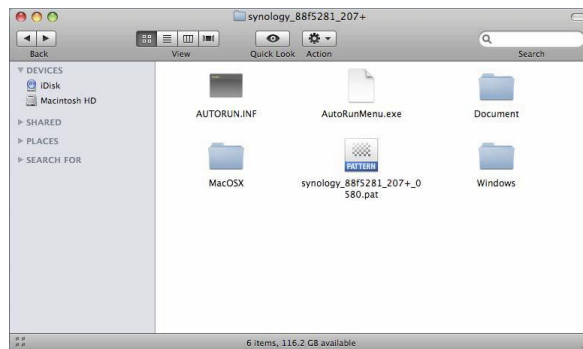 synology_88f5281_207+
Back
View
Quick Look
Action
Search
DEVICES
iDisk
Macintosh HD
SHARED
PLACES
SEARCH FOR
AUTORUN.INF
AutoRunMenu.exe
Document
MacOSX
PATTERN
synology_88f5281_207+_0
580.pat
Windows
6 items, 116.2 GB available